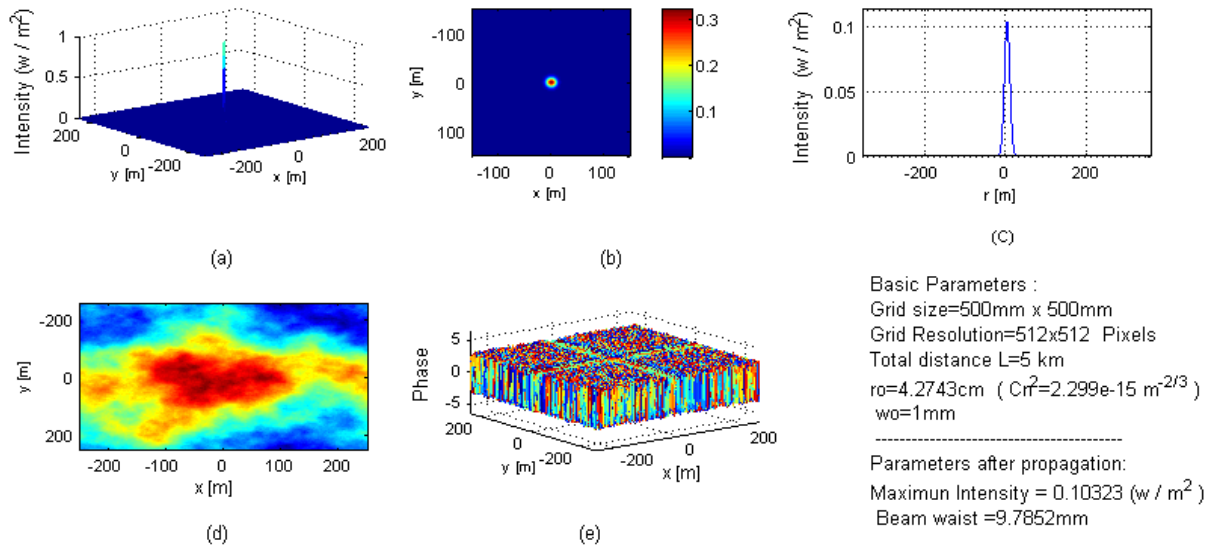 Intensity (w / m²)
1
0.5
0
200
0
-200
y [m]
-200
0
200
x [m]
(a)
y [m]
-100
0
100
-100
0
100
x [m]
0.3
0.2
0.1
(b)
Intensity (w / m²)
0.1
0.05
0
-200
0
200
r [m]
(C)
y [m]
-200
0
200
-200
-100
0
100
200
x [m]
(d)
Phase
5
0
-5
200
0
-200
y [m]
-200
0
200
x [m]
(e)
Basic Parameters :
Grid size=500mm x 500mm
Grid Resolution=512x512 Pixels
Total distance L=5 km
ro=4.2743cm ( Cn²=2.299e-15 m-2/3 )
wo=1mm
----------------------------------------
Parameters after propagation:
Maximun Intensity = 0.10323 (w / m² )
Beam waist =9.7852mm